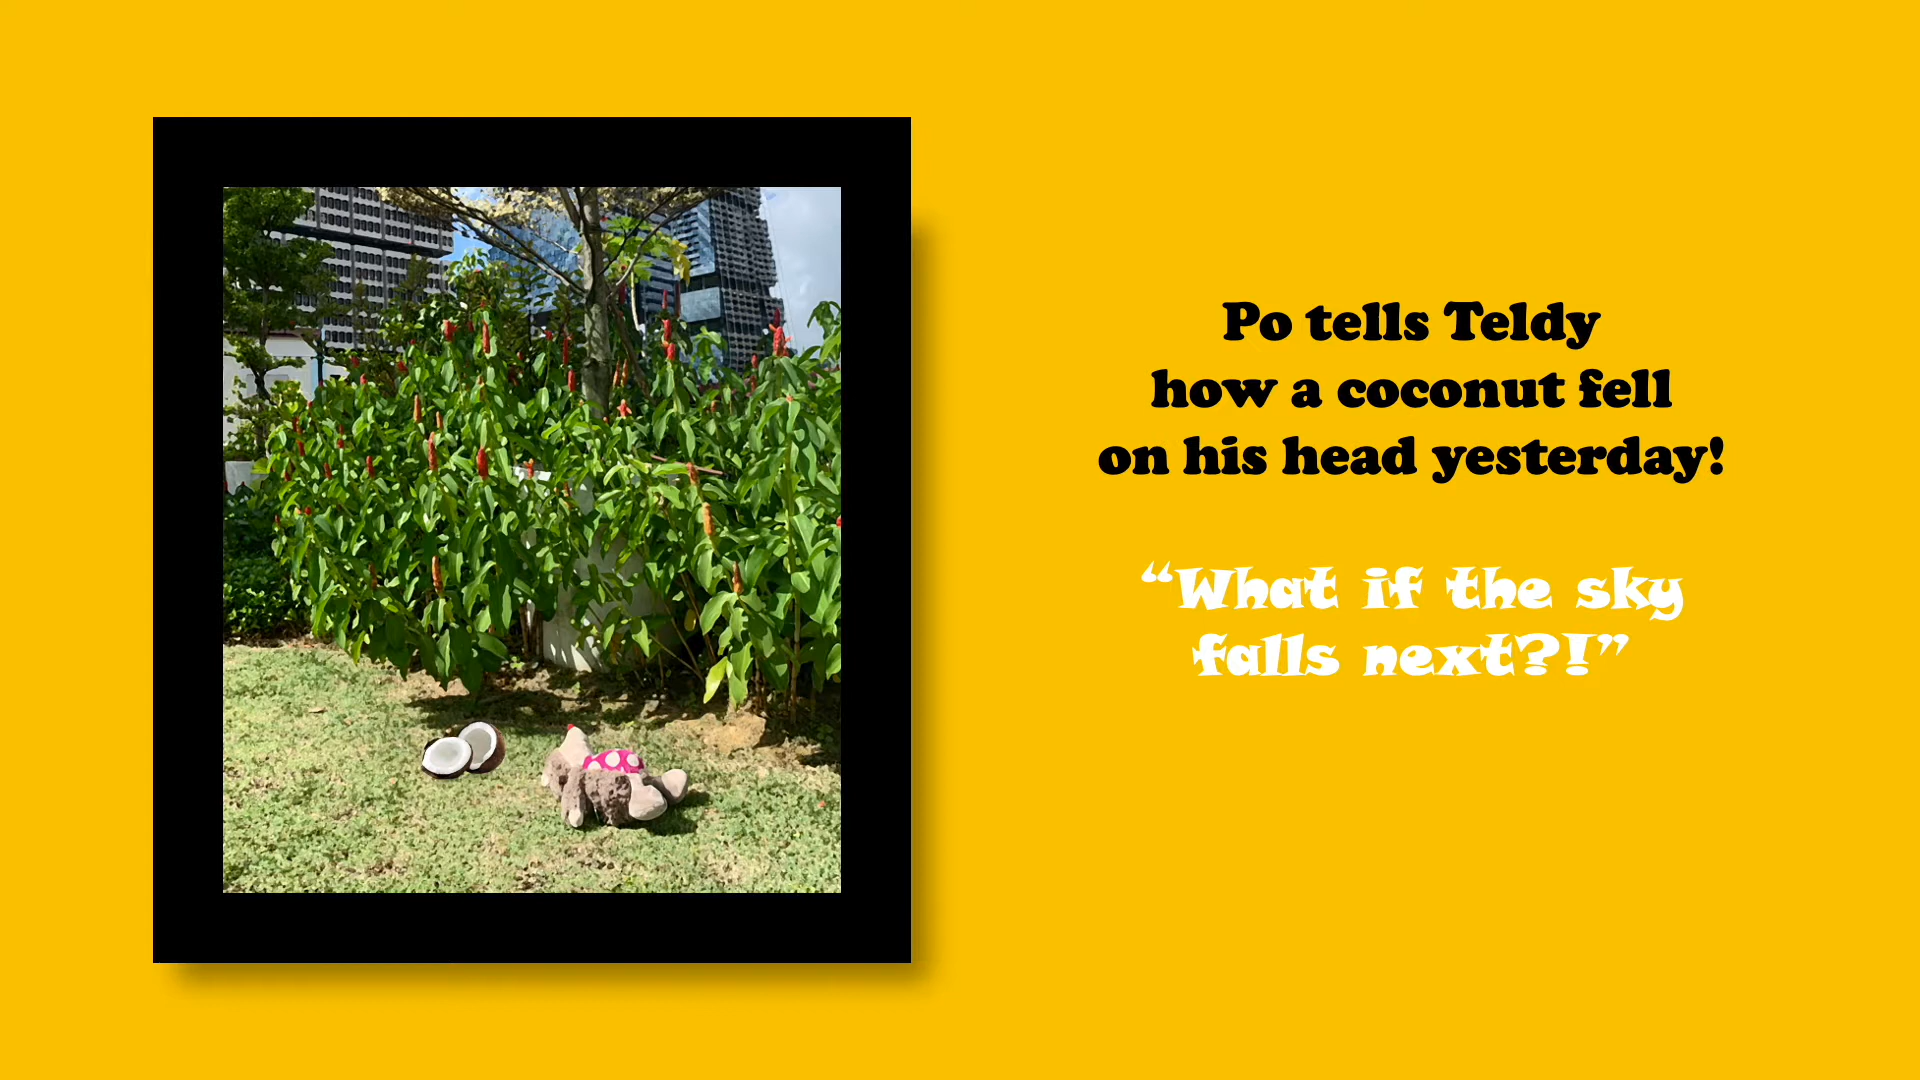 Po tells Teldy
how a coconut fell
on his head yesterday!
“What if the sky
falls next?!”